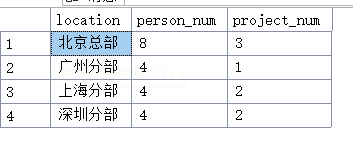 location person_num project_num
1 北京总部 8 3
2 广州分部 4 1
3 上海分部 4 2
4 深圳分部 4 2